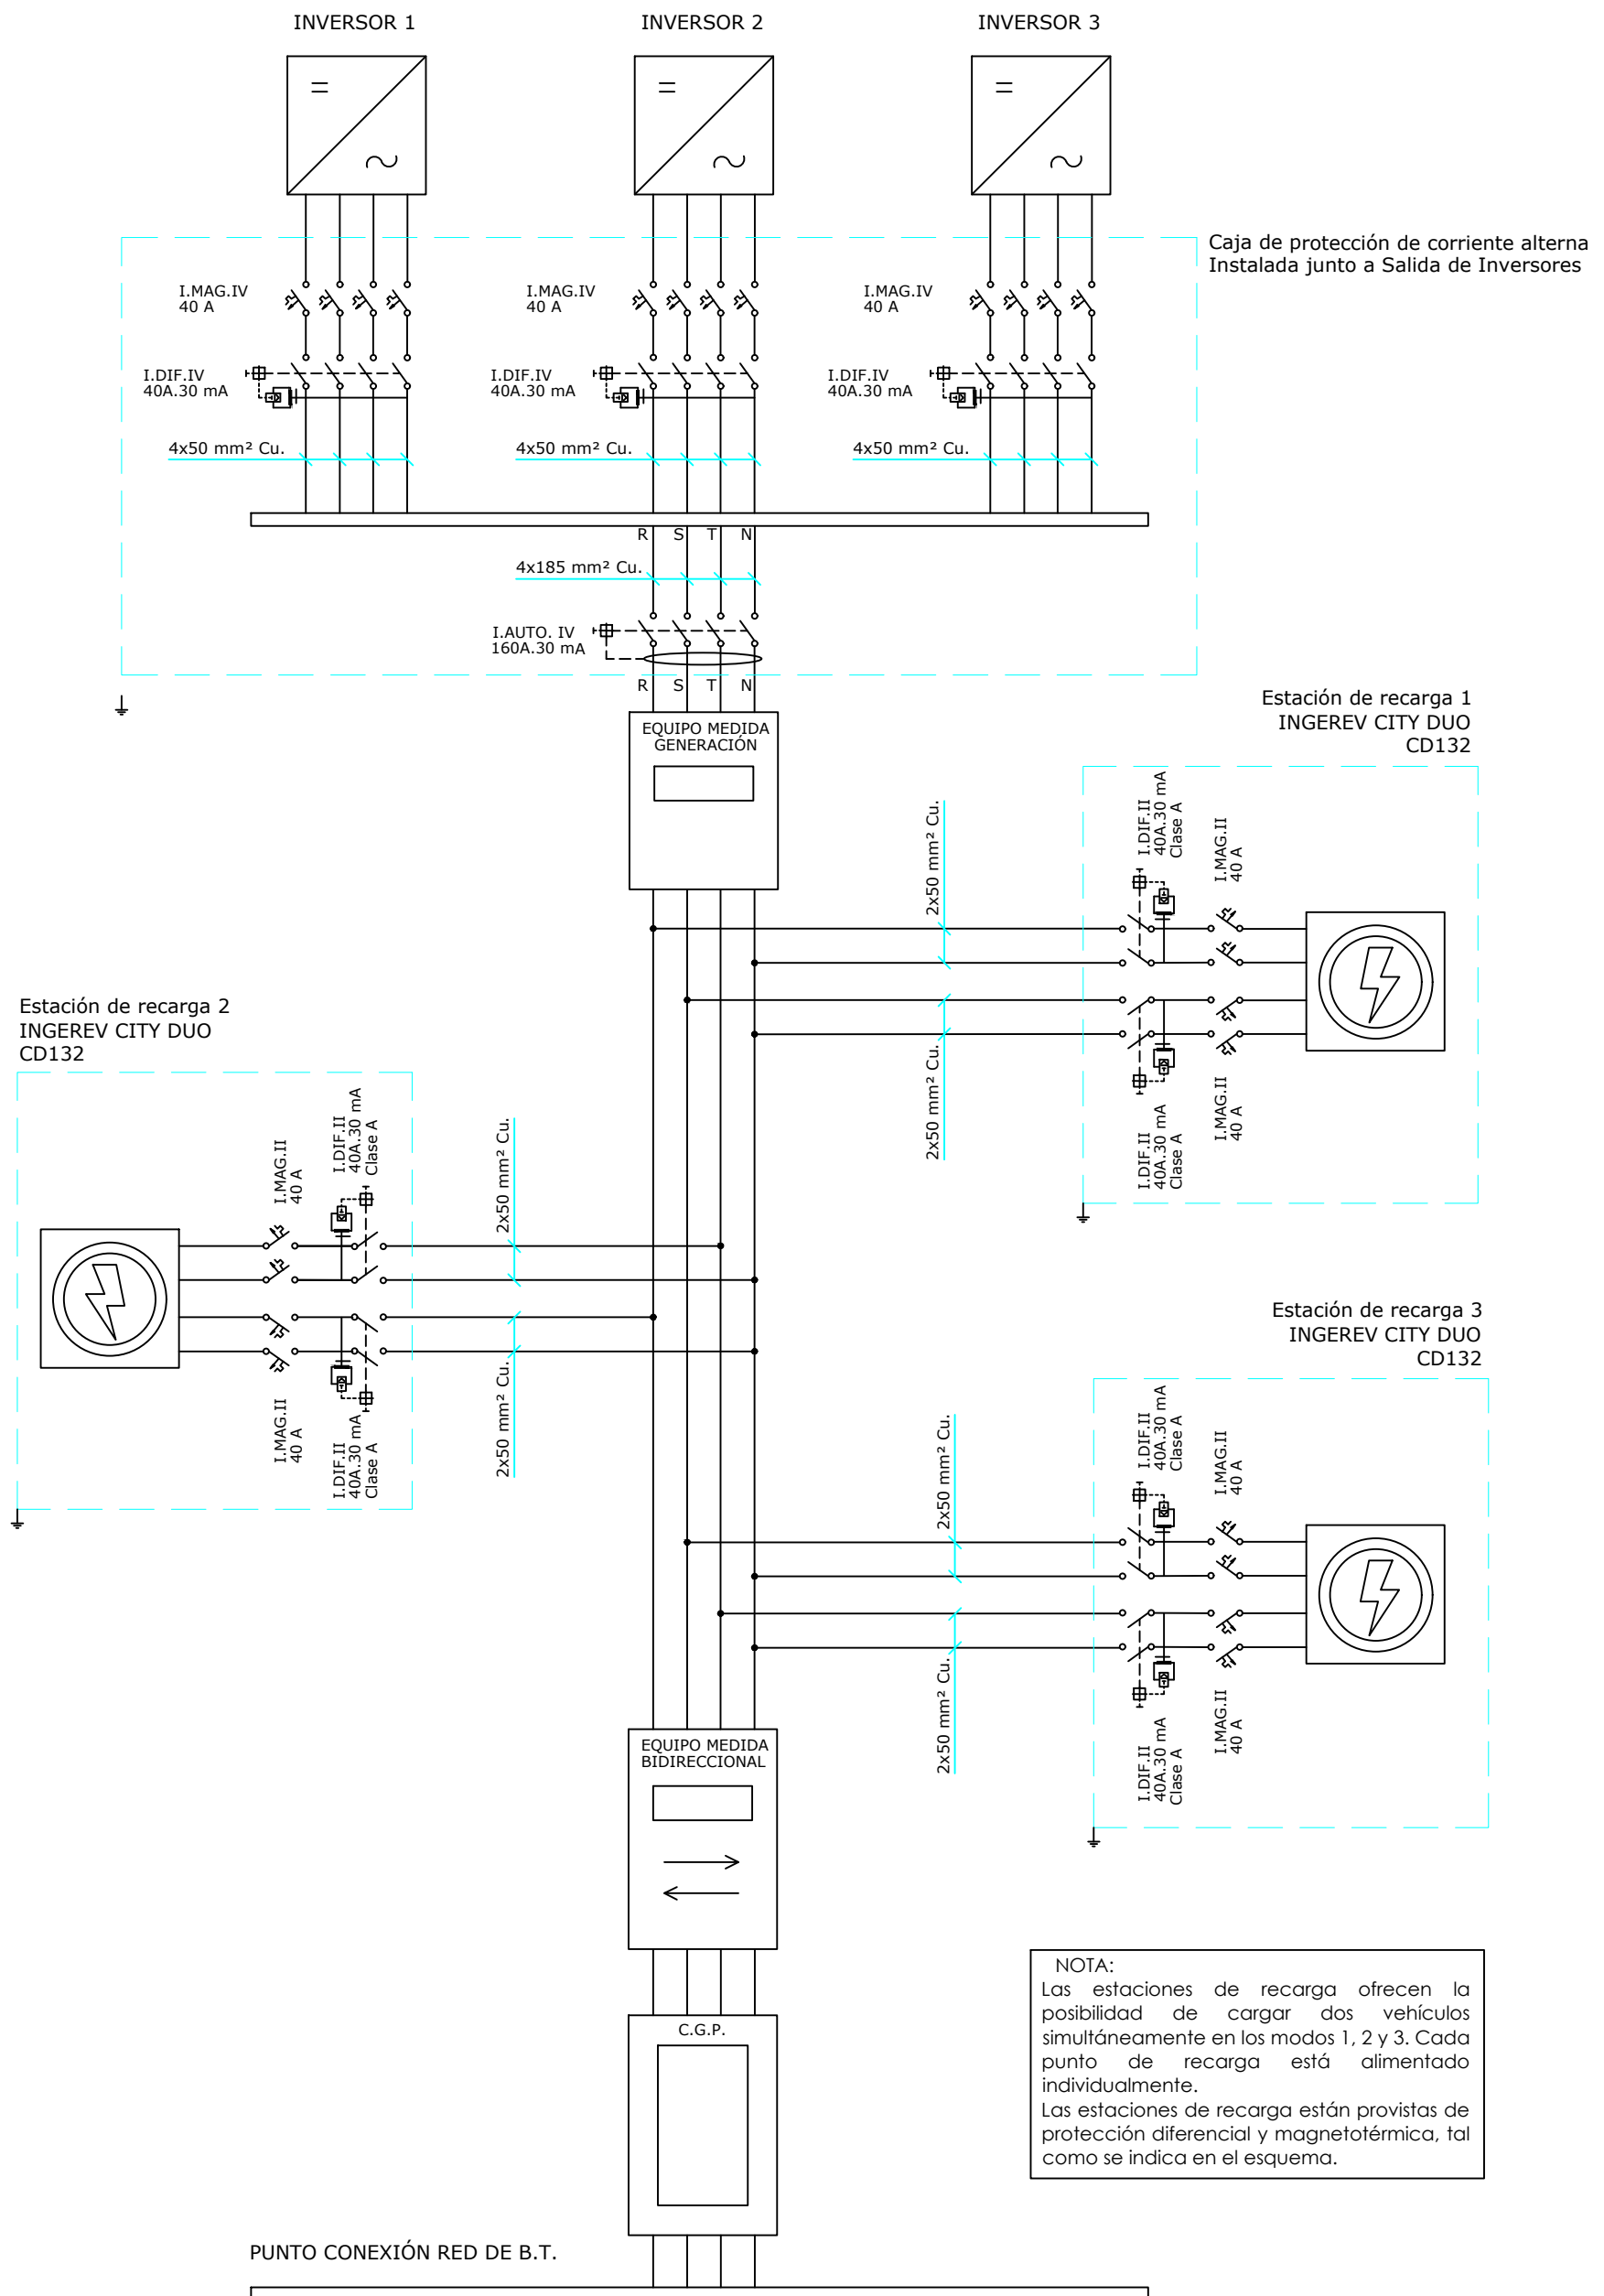 INVERSOR 1
INVERSOR 2
INVERSOR 3
Caja de protección de corriente alterna
Instalada junto a Salida de Inversores
I.MAG.IV
40 A
I.MAG.IV
40 A
I.MAG.IV
40 A
I.DIF.IV
40A.30 mA
I.DIF.IV
40A.30 mA
I.DIF.IV
40A.30 mA
4x50 mm² Cu.
4x50 mm² Cu.
4x50 mm² Cu.
R S T N
4x185 mm² Cu.
I.AUTO. IV
160A.30 mA
R S T N
EQUIPO MEDIDA
GENERACIÓN
Estación de recarga 1
INGEREV CITY DUO
CD132
2x50 mm² Cu.
I.DIF.II
40A.30 mA
Clase A
I.MAG.II
40 A
2x50 mm² Cu.
I.DIF.II
40A.30 mA
Clase A
I.MAG.II
40 A
Estación de recarga 2
INGEREV CITY DUO
CD132
I.MAG.II
40 A
I.DIF.II
40A.30 mA
Clase A
2x50 mm² Cu.
I.MAG.II
40 A
I.DIF.II
40A.30 mA
Clase A
2x50 mm² Cu.
Estación de recarga 3
INGEREV CITY DUO
CD132
2x50 mm² Cu.
I.DIF.II
40A.30 mA
Clase A
I.MAG.II
40 A
2x50 mm² Cu.
I.DIF.II
40A.30 mA
Clase A
I.MAG.II
40 A
EQUIPO MEDIDA
BIDIRECCIONAL
C.G.P.
NOTA:
Las estaciones de recarga ofrecen la
posibilidad de cargar dos vehículos
simultáneamente en los modos 1, 2 y 3. Cada
punto de recarga está alimentado
individualmente.
Las estaciones de recarga están provistas de
protección diferencial y magnetotérmica, tal
como se indica en el esquema.
PUNTO CONEXIÓN RED DE B.T.